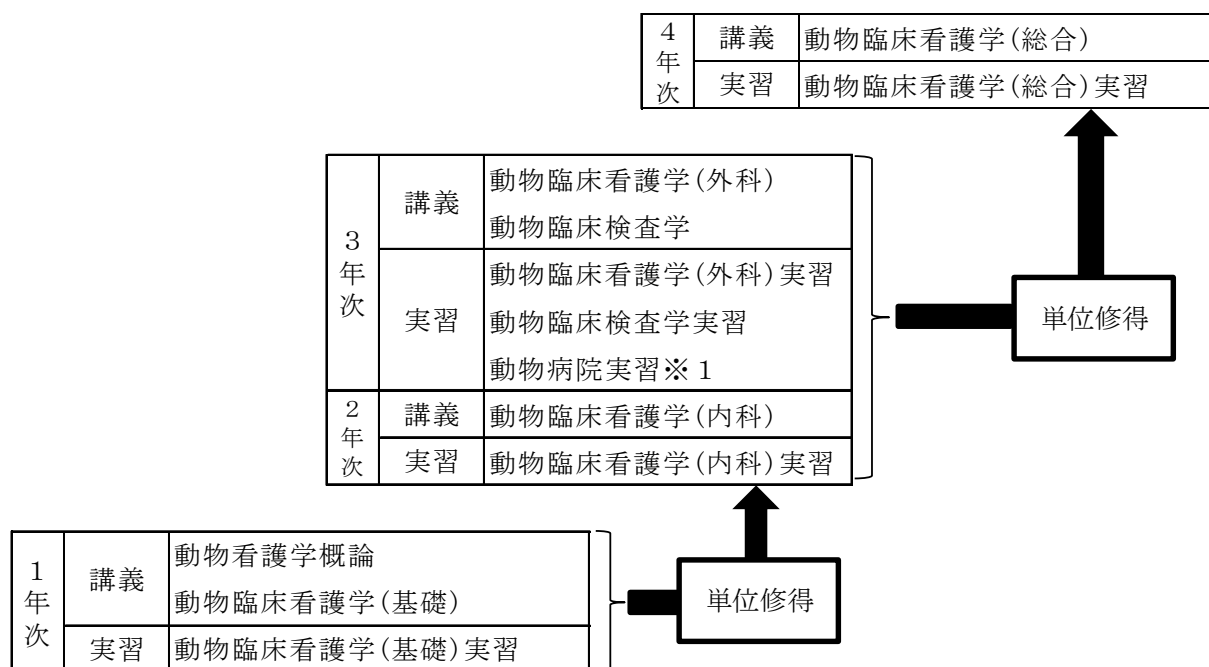 4年次
講義 動物臨床看護学(総合)
実習 動物臨床看護学(総合)実習
3年次
講義
動物臨床看護学(外科)
動物臨床検査学
実習
動物臨床看護学(外科)実習
動物臨床検査学実習
動物病院実習※1
単位修得
2年次
講義 動物臨床看護学(内科)
実習 動物臨床看護学(内科)実習
1年次
講義
動物看護学概論
動物臨床看護学(基礎)
実習 動物臨床看護学(基礎)実習
単位修得